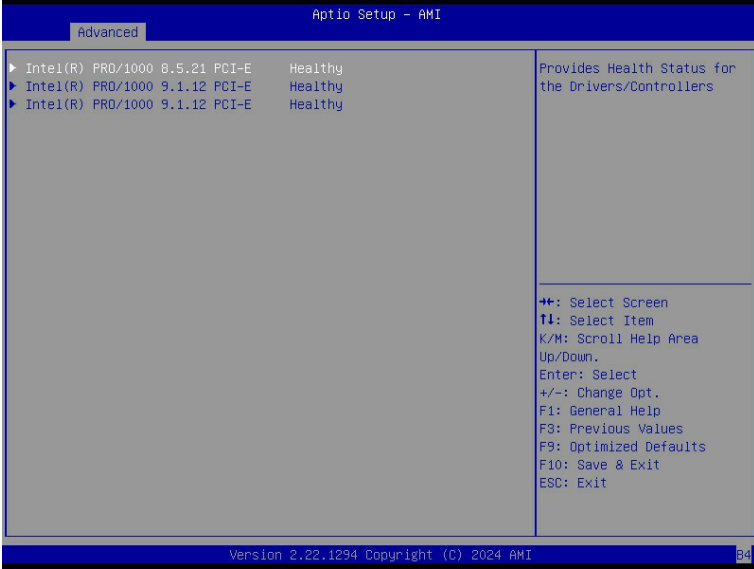 Aptio Setup - AMI
Advanced
Intel(R) PRO/1000 8.5.21 PCI-E Healthy
Intel(R) PRO/1000 9.1.12 PCI-E Healthy
Intel(R) PRO/1000 9.1.12 PCI-E Healthy
Provides Health Status for
the Drivers/Controllers
→←: Select Screen
↑↓: Select Item
K/M: Scroll Help Area
Up/Down.
Enter: Select
+/-: Change Opt.
F1: General Help
F3: Previous Values
F9: Optimized Defaults
F10: Save & Exit
ESC: Exit
Version 2.22.1294 Copyright (C) 2024 AMI
B4